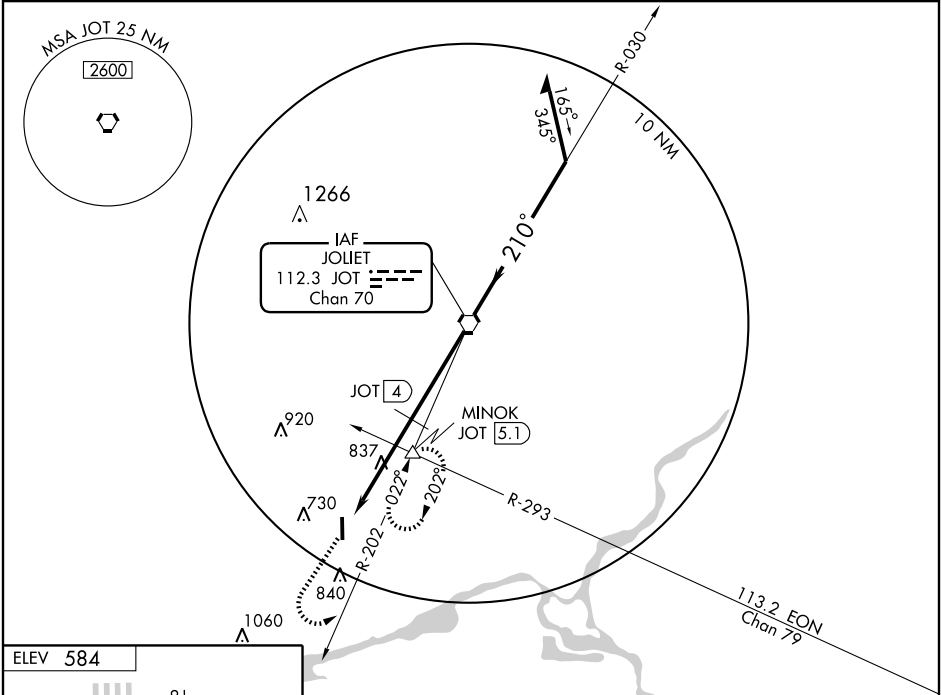 MSA JOT 25 NM
2600
R-030
165°
345°
10 NM
1266
210°
IAF
JOLIET
112.3 JOT
Chan 70
JOT 4
MINOK
JOT 5.1
920
837
022°
202°
730
R-293
R-202
840
1060
113.2 EON
Chan 79
ELEV 584